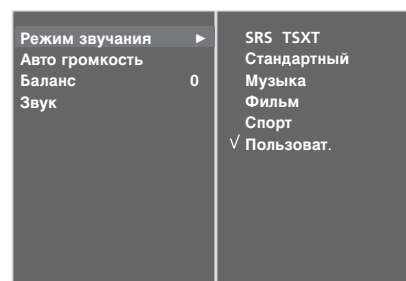 Режим звучания ►
Авто громкость
Баланс 0
Звук
SRS TSXT
Стандартный
Музыка
Фильм
Спорт
√ Пользоват.